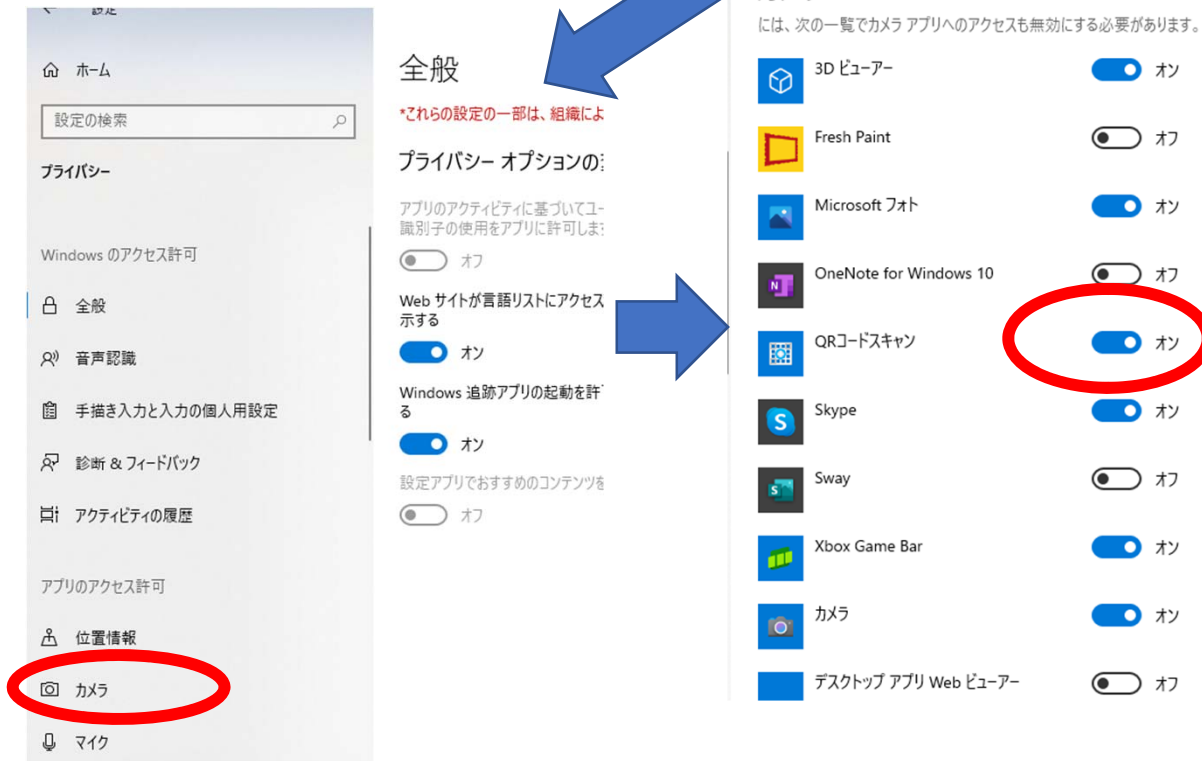 設定
ホーム
設定の検索
プライバシー
Windows のアクセス許可
全般
音声認識
手描き入力と入力の個人用設定
診断 & フィードバック
アクティビティの履歴
アプリのアクセス許可
位置情報
カメラ
マイク
全般
*これらの設定の一部は、組織によ
プライバシー オプションの
アプリのアクティビティに基づいてユー
識別子の使用をアプリに許可しま
オフ
Web サイトが言語リストにアクセス
示する
オン
Windows 追跡アプリの起動を許
る
オン
設定アプリでおすすめのコンテンツを
オフ
には、次の一覧でカメラ アプリへのアクセスも無効にする必要があります。
3D ビューアー オン
Fresh Paint オフ
Microsoft フォト オン
OneNote for Windows 10 オフ
QRコードスキャン オン
Skype オン
Sway オフ
Xbox Game Bar オン
カメラ オン
デスクトップ アプリ Web ビューアー オフ